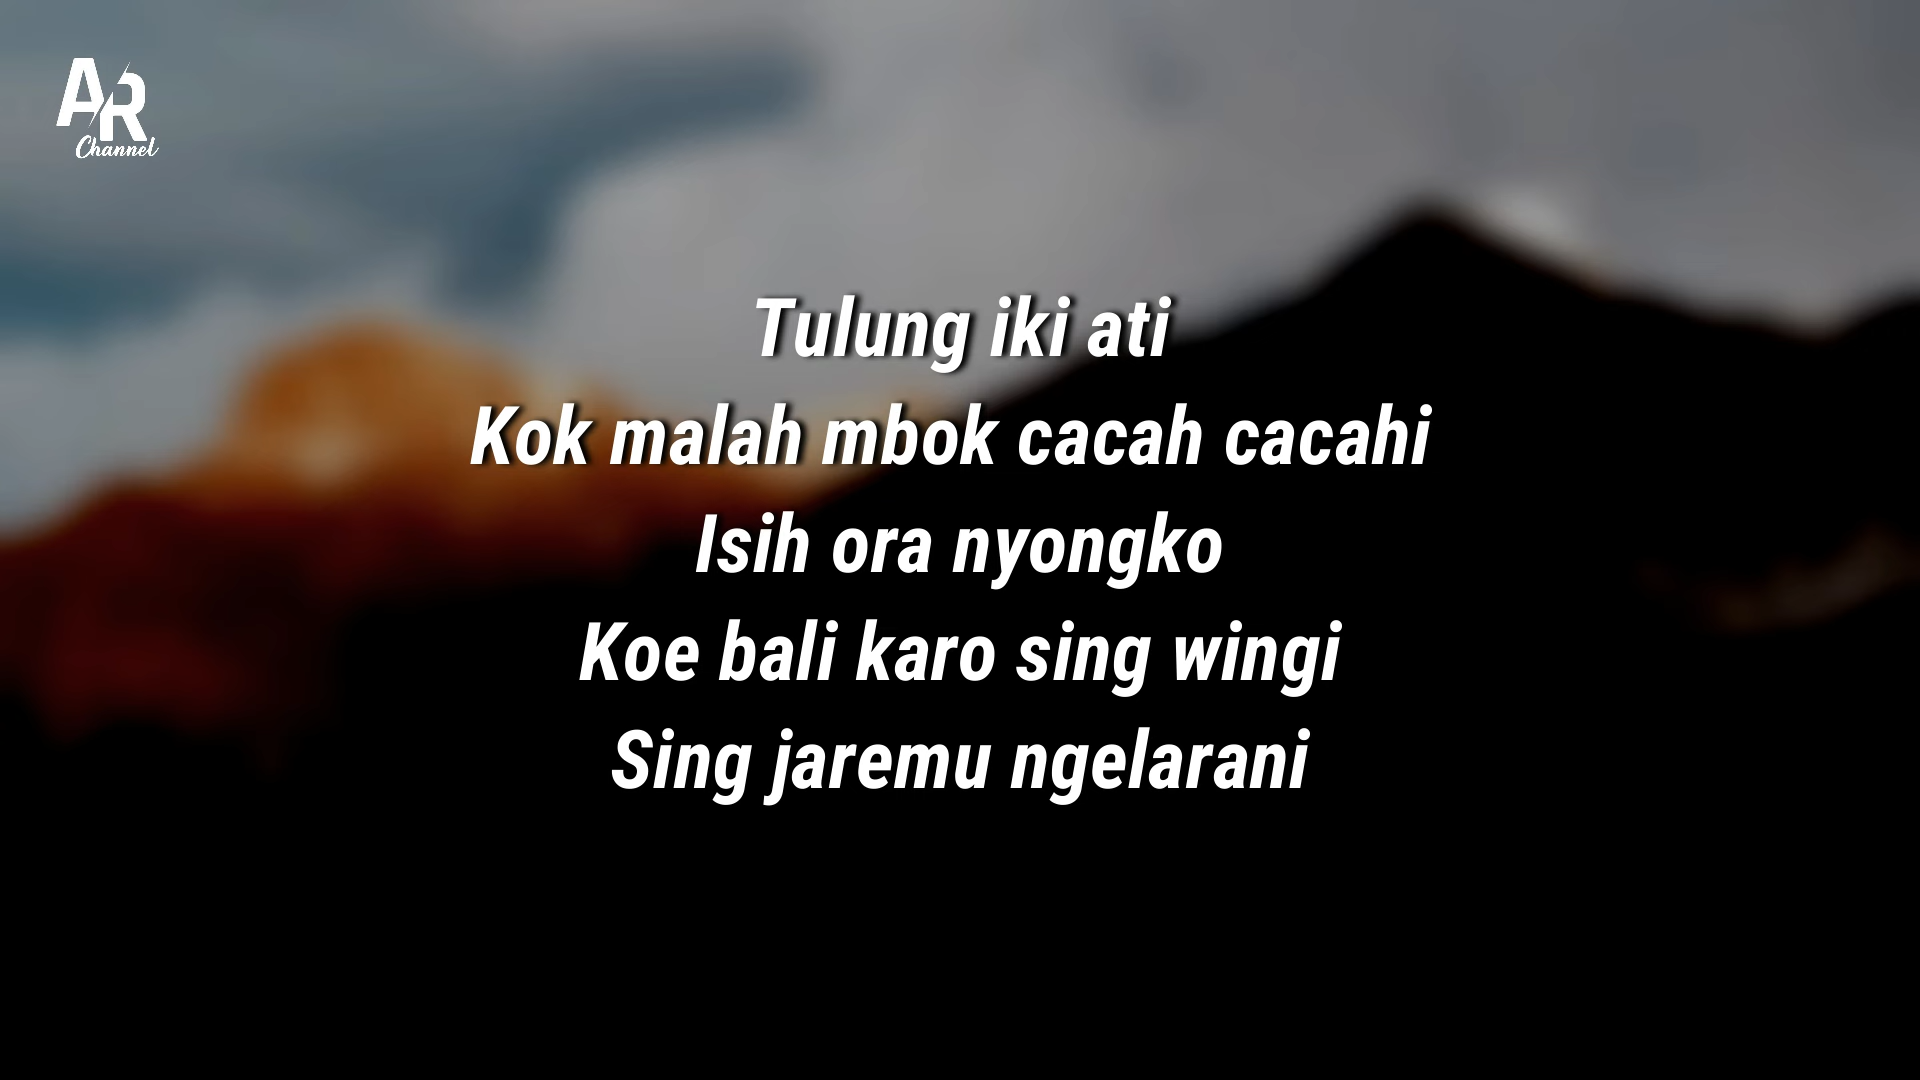 AR
Channel
Tulung iki ati
Kok malah mbok cacah cacahi
Isih ora nyongko
Koe bali karo sing wingi
Sing jaremu ngelarani